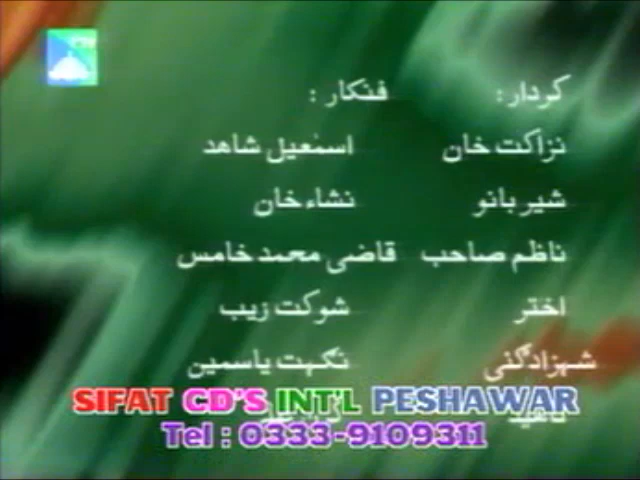 کردار: فنکار:
نزاکت خان اسمٰعیل شاھد
شیر بانو نشاء خان
ناظم صاحب قاضی محمد خامس
اختر شوکت زیب
شہزادگئی نگہت یاسمین
SIFAT CD'S INT'L PESHAWAR
Tel : 0333-9109311